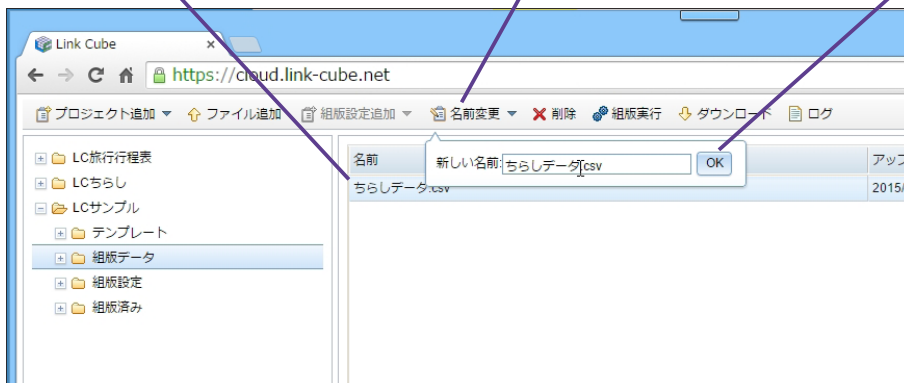 Link Cube
https://cloud.link-cube.net
プロジェクト追加 ファイル追加 組版設定追加 名前変更 削除 組版実行 ダウンロード ログ
LC旅行行程表
LCちらし
LCサンプル
テンプレート
組版データ
組版設定
組版済み
名前 アップ
新しい名前: ちらしデータ.csv OK
ちらしデータ.csv 2015/